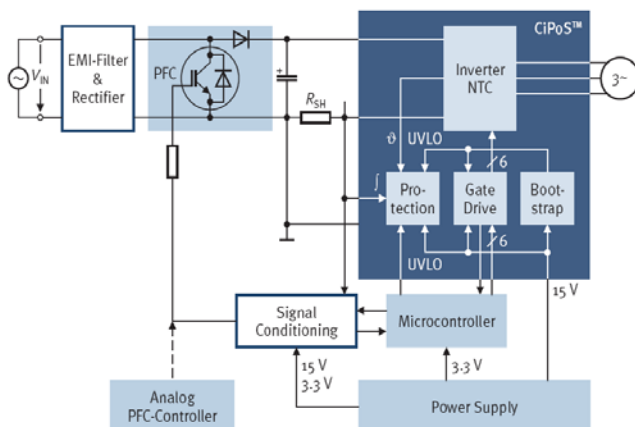 CiPoS™
EMI-Filter
&
Rectifier
V_IN
PFC
R_SH
Inverter
NTC
3~
ϑ
UVLO
6
∫
Pro-
tection
Gate
Drive
Boot-
strap
6
UVLO
15 V
Signal
Conditioning
Microcontroller
15 V
3.3 V
3.3 V
Analog
PFC-Controller
Power Supply